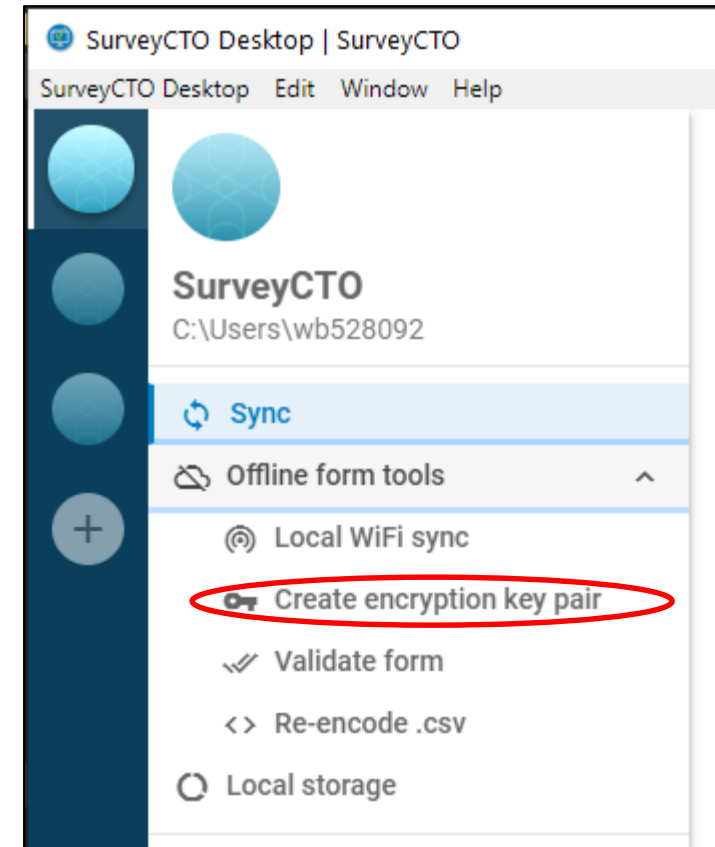 SurveyCTO Desktop | SurveyCTO
SurveyCTO Desktop Edit Window Help
SurveyCTO
C:\Users\wb528092
Sync
Offline form tools
Local WiFi sync
Create encryption key pair
Validate form
Re-encode .csv
Local storage